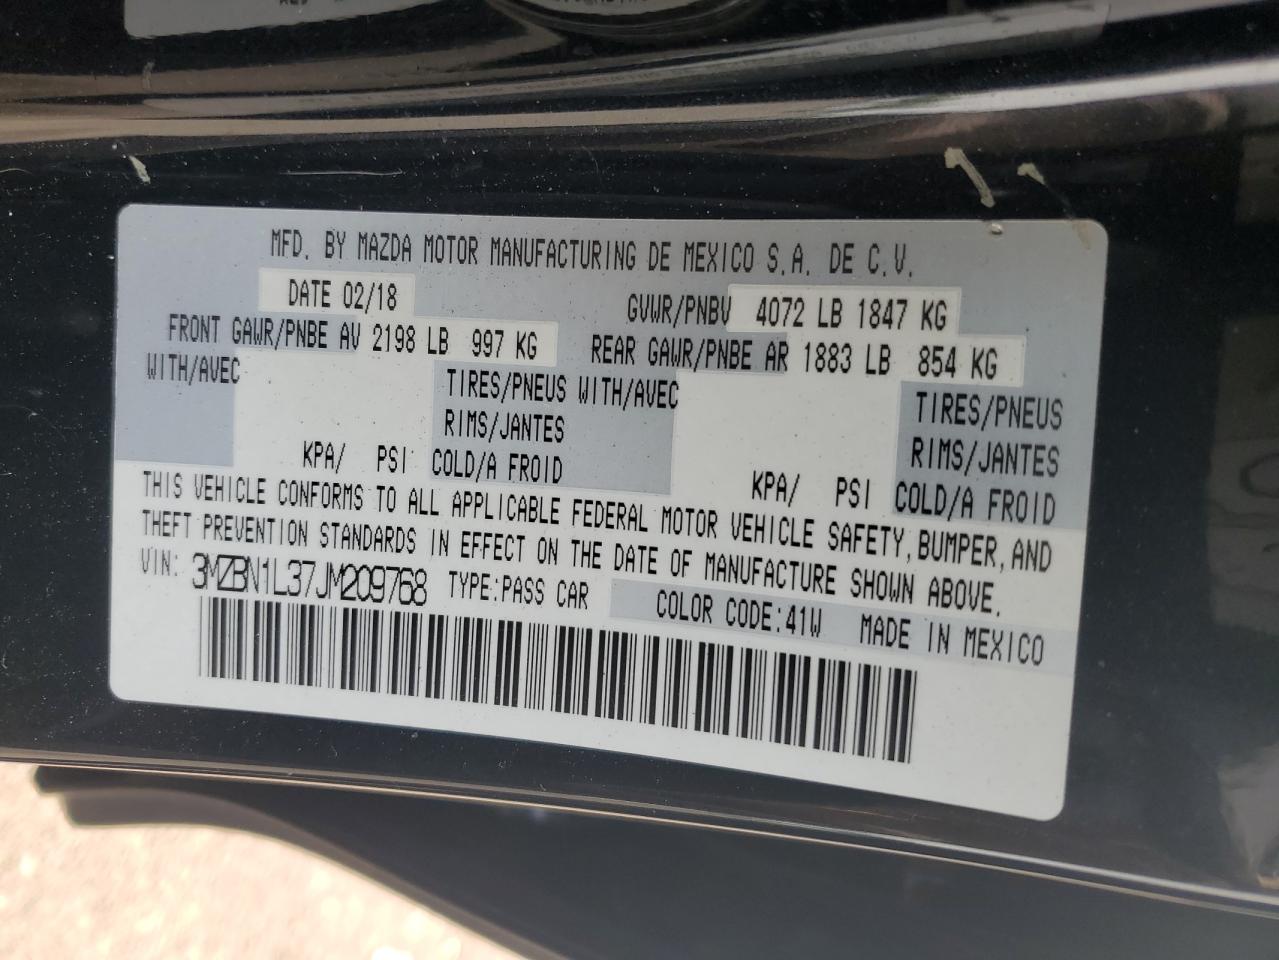 MFD. BY MAZDA MOTOR MANUFACTURING DE MEXICO S.A. DE C.V.
DATE 02/18 GVWR/PNBV 4072 LB 1847 KG
FRONT GAWR/PNBE AV 2198 LB 997 KG REAR GAWR/PNBE AR 1883 LB 854 KG
WITH/AVEC TIRES/PNEUS WITH/AVEC TIRES/PNEUS
RIMS/JANTES RIMS/JANTES
KPA/ PSI COLD/A FROID KPA/ PSI COLD/A FROID
THIS VEHICLE CONFORMS TO ALL APPLICABLE FEDERAL MOTOR VEHICLE SAFETY, BUMPER, AND
THEFT PREVENTION STANDARDS IN EFFECT ON THE DATE OF MANUFACTURE SHOWN ABOVE.
VIN: 3MZBN1L37JM209768 TYPE:PASS CAR COLOR CODE:41W MADE IN MEXICO